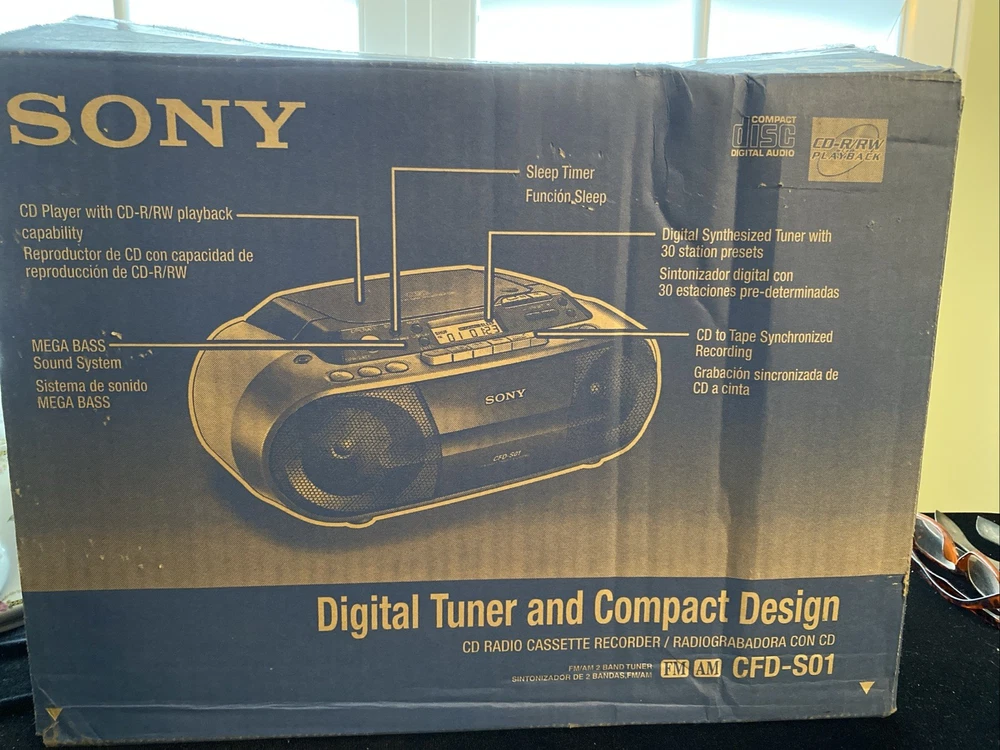 SONY
COMPACT
disc
DIGITAL AUDIO
CD-R/RW
PLAYBACK
Sleep Timer
Función Sleep
CD Player with CD-R/RW playback
capability
Reproductor de CD con capacidad de
reproducción de CD-R/RW
Digital Synthesized Tuner with
30 station presets
Sintonizador digital con
30 estaciones pre-determinadas
MEGA BASS
Sound System
Sistema de sonido
MEGA BASS
CD to Tape Synchronized
Recording
Grabación sincronizada de
CD a cinta
SONY
CFD-S01
Digital Tuner and Compact Design
CD RADIO CASSETTE RECORDER / RADIOGRABADORA CON CD
FM/AM 2 BAND TUNER
SINTONIZADOR DE 2 BANDAS,FM/AM
FM AM CFD-S01